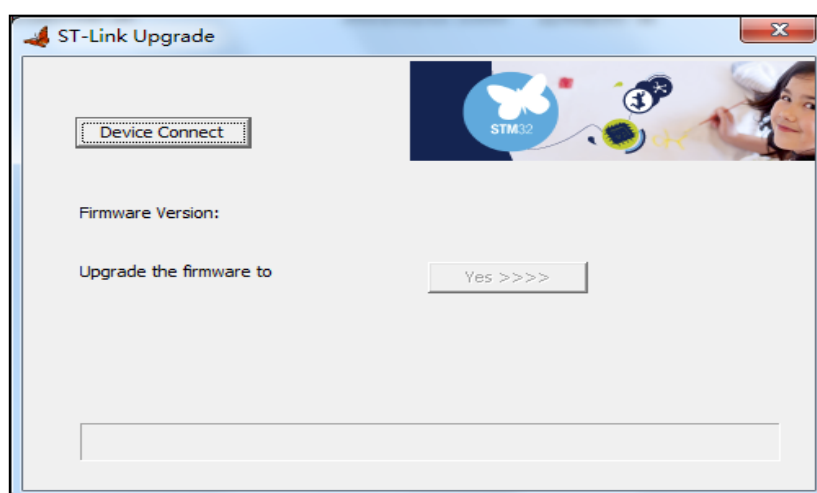 ST-Link Upgrade
STM32
Device Connect
Firmware Version:
Upgrade the firmware to
Yes >>>>